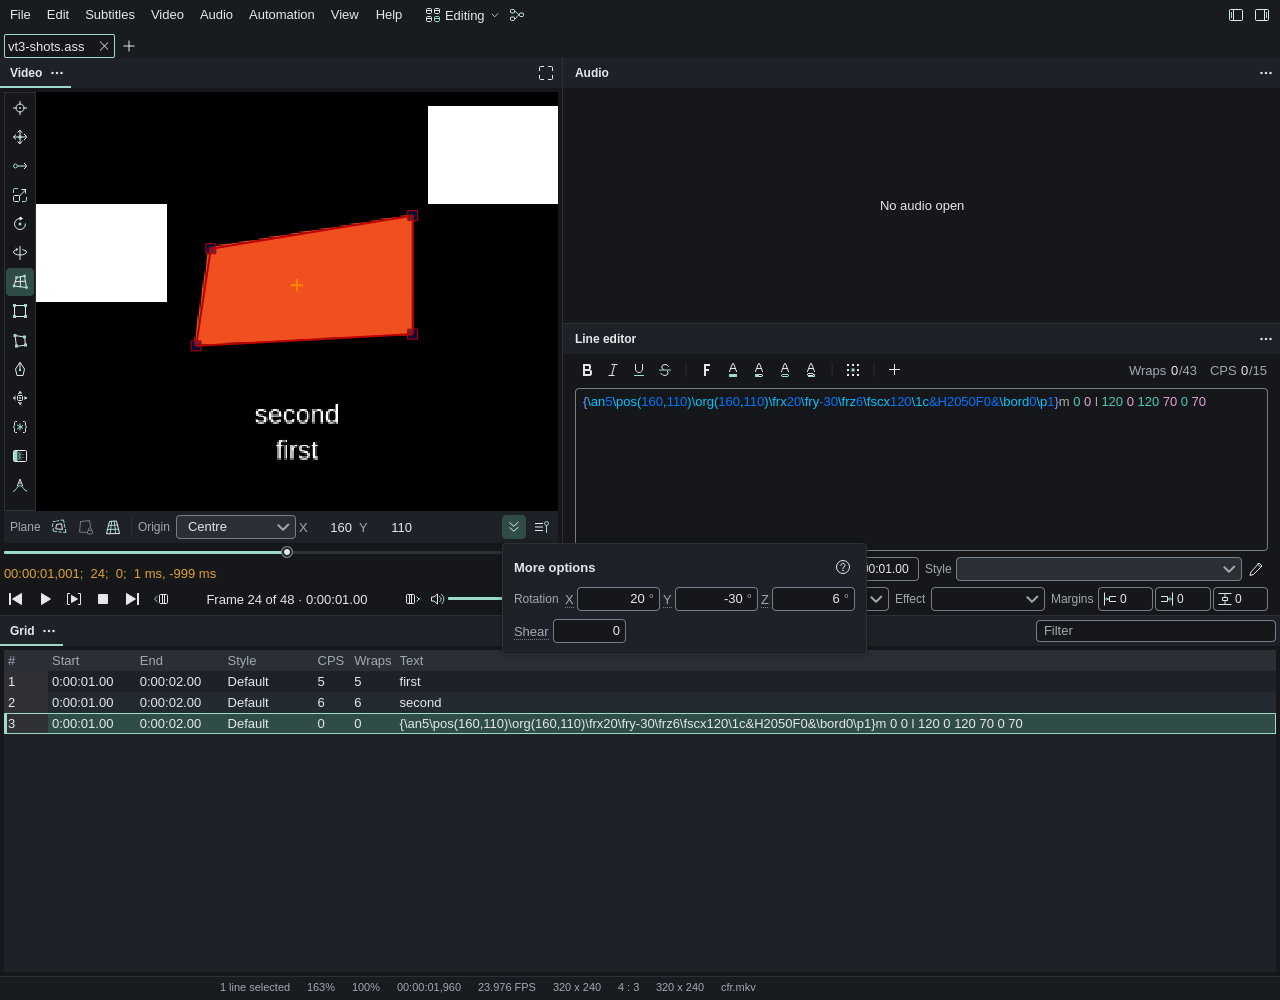 File Edit Subtitles Video Audio Automation View Help Editing
vt3-shots.ass
Video
Audio
No audio open
second
first
Line editor
Wraps 0/43 CPS 0/15
{\an5\pos(160,110)\org(160,110)\frx20\fry-30\frz6\fscx120\1c&H2050F0&\bord0\p1}m 0 0 l 120 0 120 70 0 70
Plane Origin Centre X 160 Y 110
00:00:01,001; 24; 0; 1 ms, -999 ms
Frame 24 of 48 · 0:00:01.00
More options
Rotation X 20 ° Y -30 ° Z 6 °
Shear 0
00:01.00 Style
Effect Margins 0 0 0
Grid
Filter
# Start End Style CPS Wraps Text
1 0:00:01.00 0:00:02.00 Default 5 5 first
2 0:00:01.00 0:00:02.00 Default 6 6 second
3 0:00:01.00 0:00:02.00 Default 0 0 {\an5\pos(160,110)\org(160,110)\frx20\fry-30\frz6\fscx120\1c&H2050F0&\bord0\p1}m 0 0 l 120 0 120 70 0 70
1 line selected 163% 100% 00:00:01,960 23.976 FPS 320 x 240 4 : 3 320 x 240 cfr.mkv